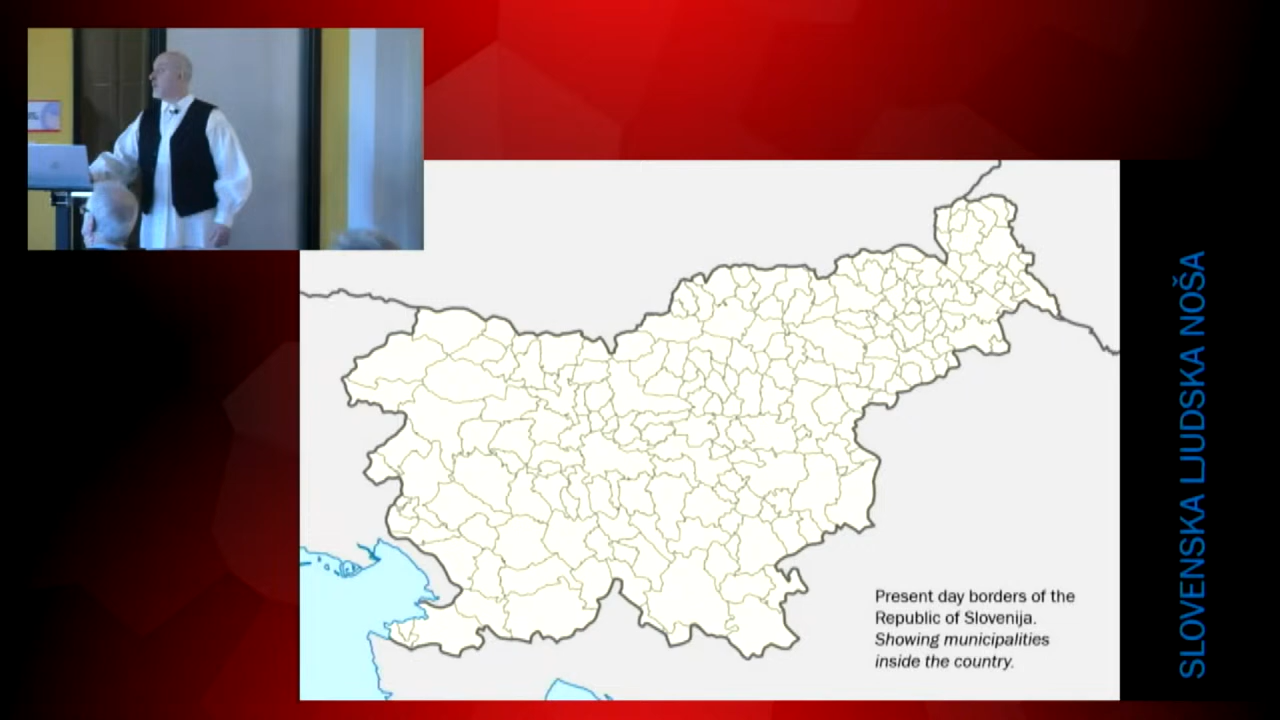 Present day borders of the
Republic of Slovenija.
Showing municipalities
inside the country.
SLOVENSKA LJUDSKA NOŠA